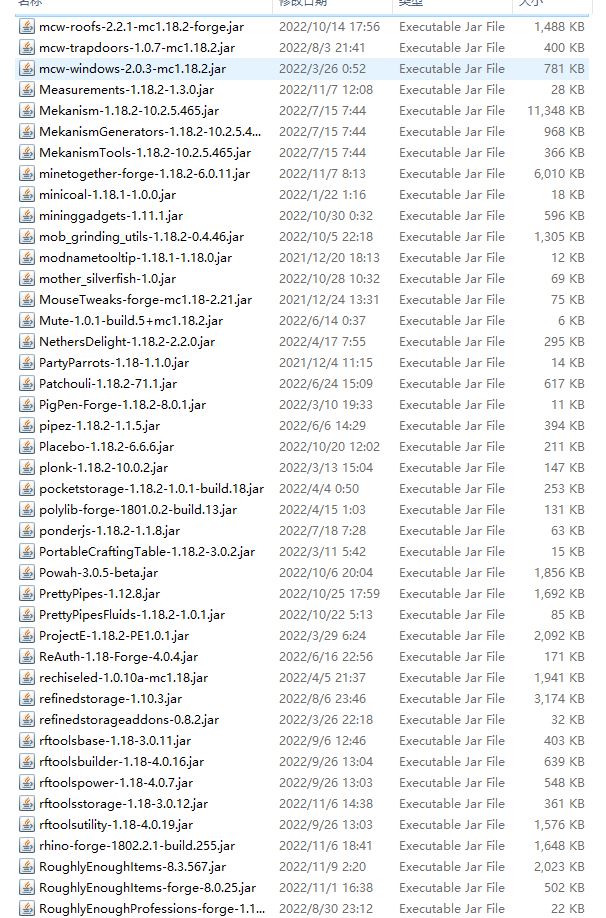 名称 修改日期 类型 大小
mcw-roofs-2.2.1-mc1.18.2-forge.jar 2022/10/14 17:56 Executable Jar File 1,488 KB
mcw-trapdoors-1.0.7-mc1.18.2.jar 2022/8/3 21:41 Executable Jar File 400 KB
mcw-windows-2.0.3-mc1.18.2.jar 2022/3/26 0:52 Executable Jar File 781 KB
Measurements-1.18.2-1.3.0.jar 2022/11/7 12:08 Executable Jar File 28 KB
Mekanism-1.18.2-10.2.5.465.jar 2022/7/15 7:44 Executable Jar File 11,348 KB
MekanismGenerators-1.18.2-10.2.5.4... 2022/7/15 7:44 Executable Jar File 968 KB
MekanismTools-1.18.2-10.2.5.465.jar 2022/7/15 7:44 Executable Jar File 366 KB
minetogether-forge-1.18.2-6.0.11.jar 2022/11/7 8:13 Executable Jar File 6,010 KB
minicoal-1.18.1-1.0.0.jar 2022/1/22 1:16 Executable Jar File 18 KB
mininggadgets-1.11.1.jar 2022/10/30 0:32 Executable Jar File 596 KB
mob_grinding_utils-1.18.2-0.4.46.jar 2022/10/5 22:18 Executable Jar File 1,305 KB
modnametooltip-1.18.1-1.18.0.jar 2021/12/20 18:13 Executable Jar File 12 KB
mother_silverfish-1.0.jar 2022/10/28 10:32 Executable Jar File 69 KB
MouseTweaks-forge-mc1.18-2.21.jar 2021/12/24 13:31 Executable Jar File 75 KB
Mute-1.0.1-build.5+mc1.18.2.jar 2022/6/14 0:37 Executable Jar File 6 KB
NethersDelight-1.18.2-2.2.0.jar 2022/4/17 7:55 Executable Jar File 295 KB
PartyParrots-1.18-1.1.0.jar 2021/12/4 11:15 Executable Jar File 14 KB
Patchouli-1.18.2-71.1.jar 2022/6/24 15:09 Executable Jar File 617 KB
PigPen-Forge-1.18.2-8.0.1.jar 2022/3/10 19:33 Executable Jar File 11 KB
pipez-1.18.2-1.1.5.jar 2022/6/6 14:29 Executable Jar File 394 KB
Placebo-1.18.2-6.6.6.jar 2022/10/20 12:02 Executable Jar File 211 KB
plonk-1.18.2-10.0.2.jar 2022/3/13 15:04 Executable Jar File 147 KB
pocketstorage-1.18.2-1.0.1-build.18.jar 2022/4/4 0:50 Executable Jar File 253 KB
polylib-forge-1801.0.2-build.13.jar 2022/4/15 1:03 Executable Jar File 131 KB
ponderjs-1.18.2-1.1.8.jar 2022/7/18 7:28 Executable Jar File 63 KB
PortableCraftingTable-1.18.2-3.0.2.jar 2022/3/11 5:42 Executable Jar File 15 KB
Powah-3.0.5-beta.jar 2022/10/6 20:04 Executable Jar File 1,856 KB
PrettyPipes-1.12.8.jar 2022/10/25 17:59 Executable Jar File 1,692 KB
PrettyPipesFluids-1.18.2-1.0.1.jar 2022/10/22 5:13 Executable Jar File 85 KB
ProjectE-1.18.2-PE1.0.1.jar 2022/3/29 6:24 Executable Jar File 2,092 KB
ReAuth-1.18-Forge-4.0.4.jar 2022/6/16 22:56 Executable Jar File 171 KB
rechiseled-1.0.10a-mc1.18.jar 2022/4/5 21:37 Executable Jar File 1,941 KB
refinedstorage-1.10.3.jar 2022/8/6 23:46 Executable Jar File 3,174 KB
refinedstorageaddons-0.8.2.jar 2022/3/26 22:18 Executable Jar File 32 KB
rftoolsbase-1.18-3.0.11.jar 2022/9/6 12:46 Executable Jar File 403 KB
rftoolsbuilder-1.18-4.0.16.jar 2022/9/26 13:04 Executable Jar File 639 KB
rftoolspower-1.18-4.0.7.jar 2022/9/26 13:03 Executable Jar File 548 KB
rftoolsstorage-1.18-3.0.12.jar 2022/11/6 14:38 Executable Jar File 361 KB
rftoolsutility-1.18-4.0.19.jar 2022/9/26 13:03 Executable Jar File 1,576 KB
rhino-forge-1802.2.1-build.255.jar 2022/11/6 18:41 Executable Jar File 1,648 KB
RoughlyEnoughItems-8.3.567.jar 2022/11/9 2:20 Executable Jar File 2,023 KB
RoughlyEnoughItems-forge-8.0.25.jar 2022/11/1 16:38 Executable Jar File 502 KB
RoughlyEnoughProfessions-forge-1.1... 2022/8/30 23:12 Executable Jar File 22 KB